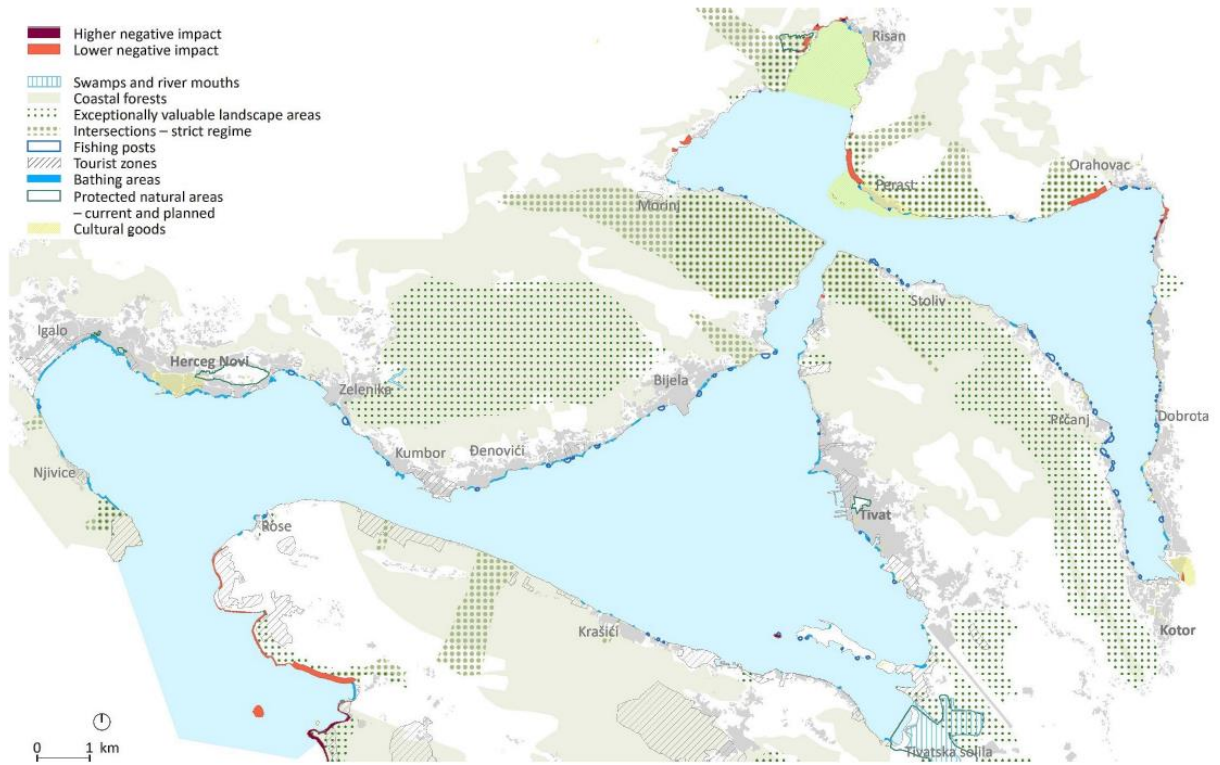 Higher negative impact
Lower negative impact
Swamps and river mouths
Coastal forests
Exceptionally valuable landscape areas
Intersections – strict regime
Fishing posts
Tourist zones
Bathing areas
Protected natural areas
– current and planned
Cultural goods
Risan
Orahovac
Perast
Morinj
Stoliv
Igalo
Herceg Novi
Zelenika
Bijela
Prčanj
Dobrota
Kumbor
Đenovići
Njivice
Tivat
Rose
Krašići
Kotor
Tivatska solila
0 1 km